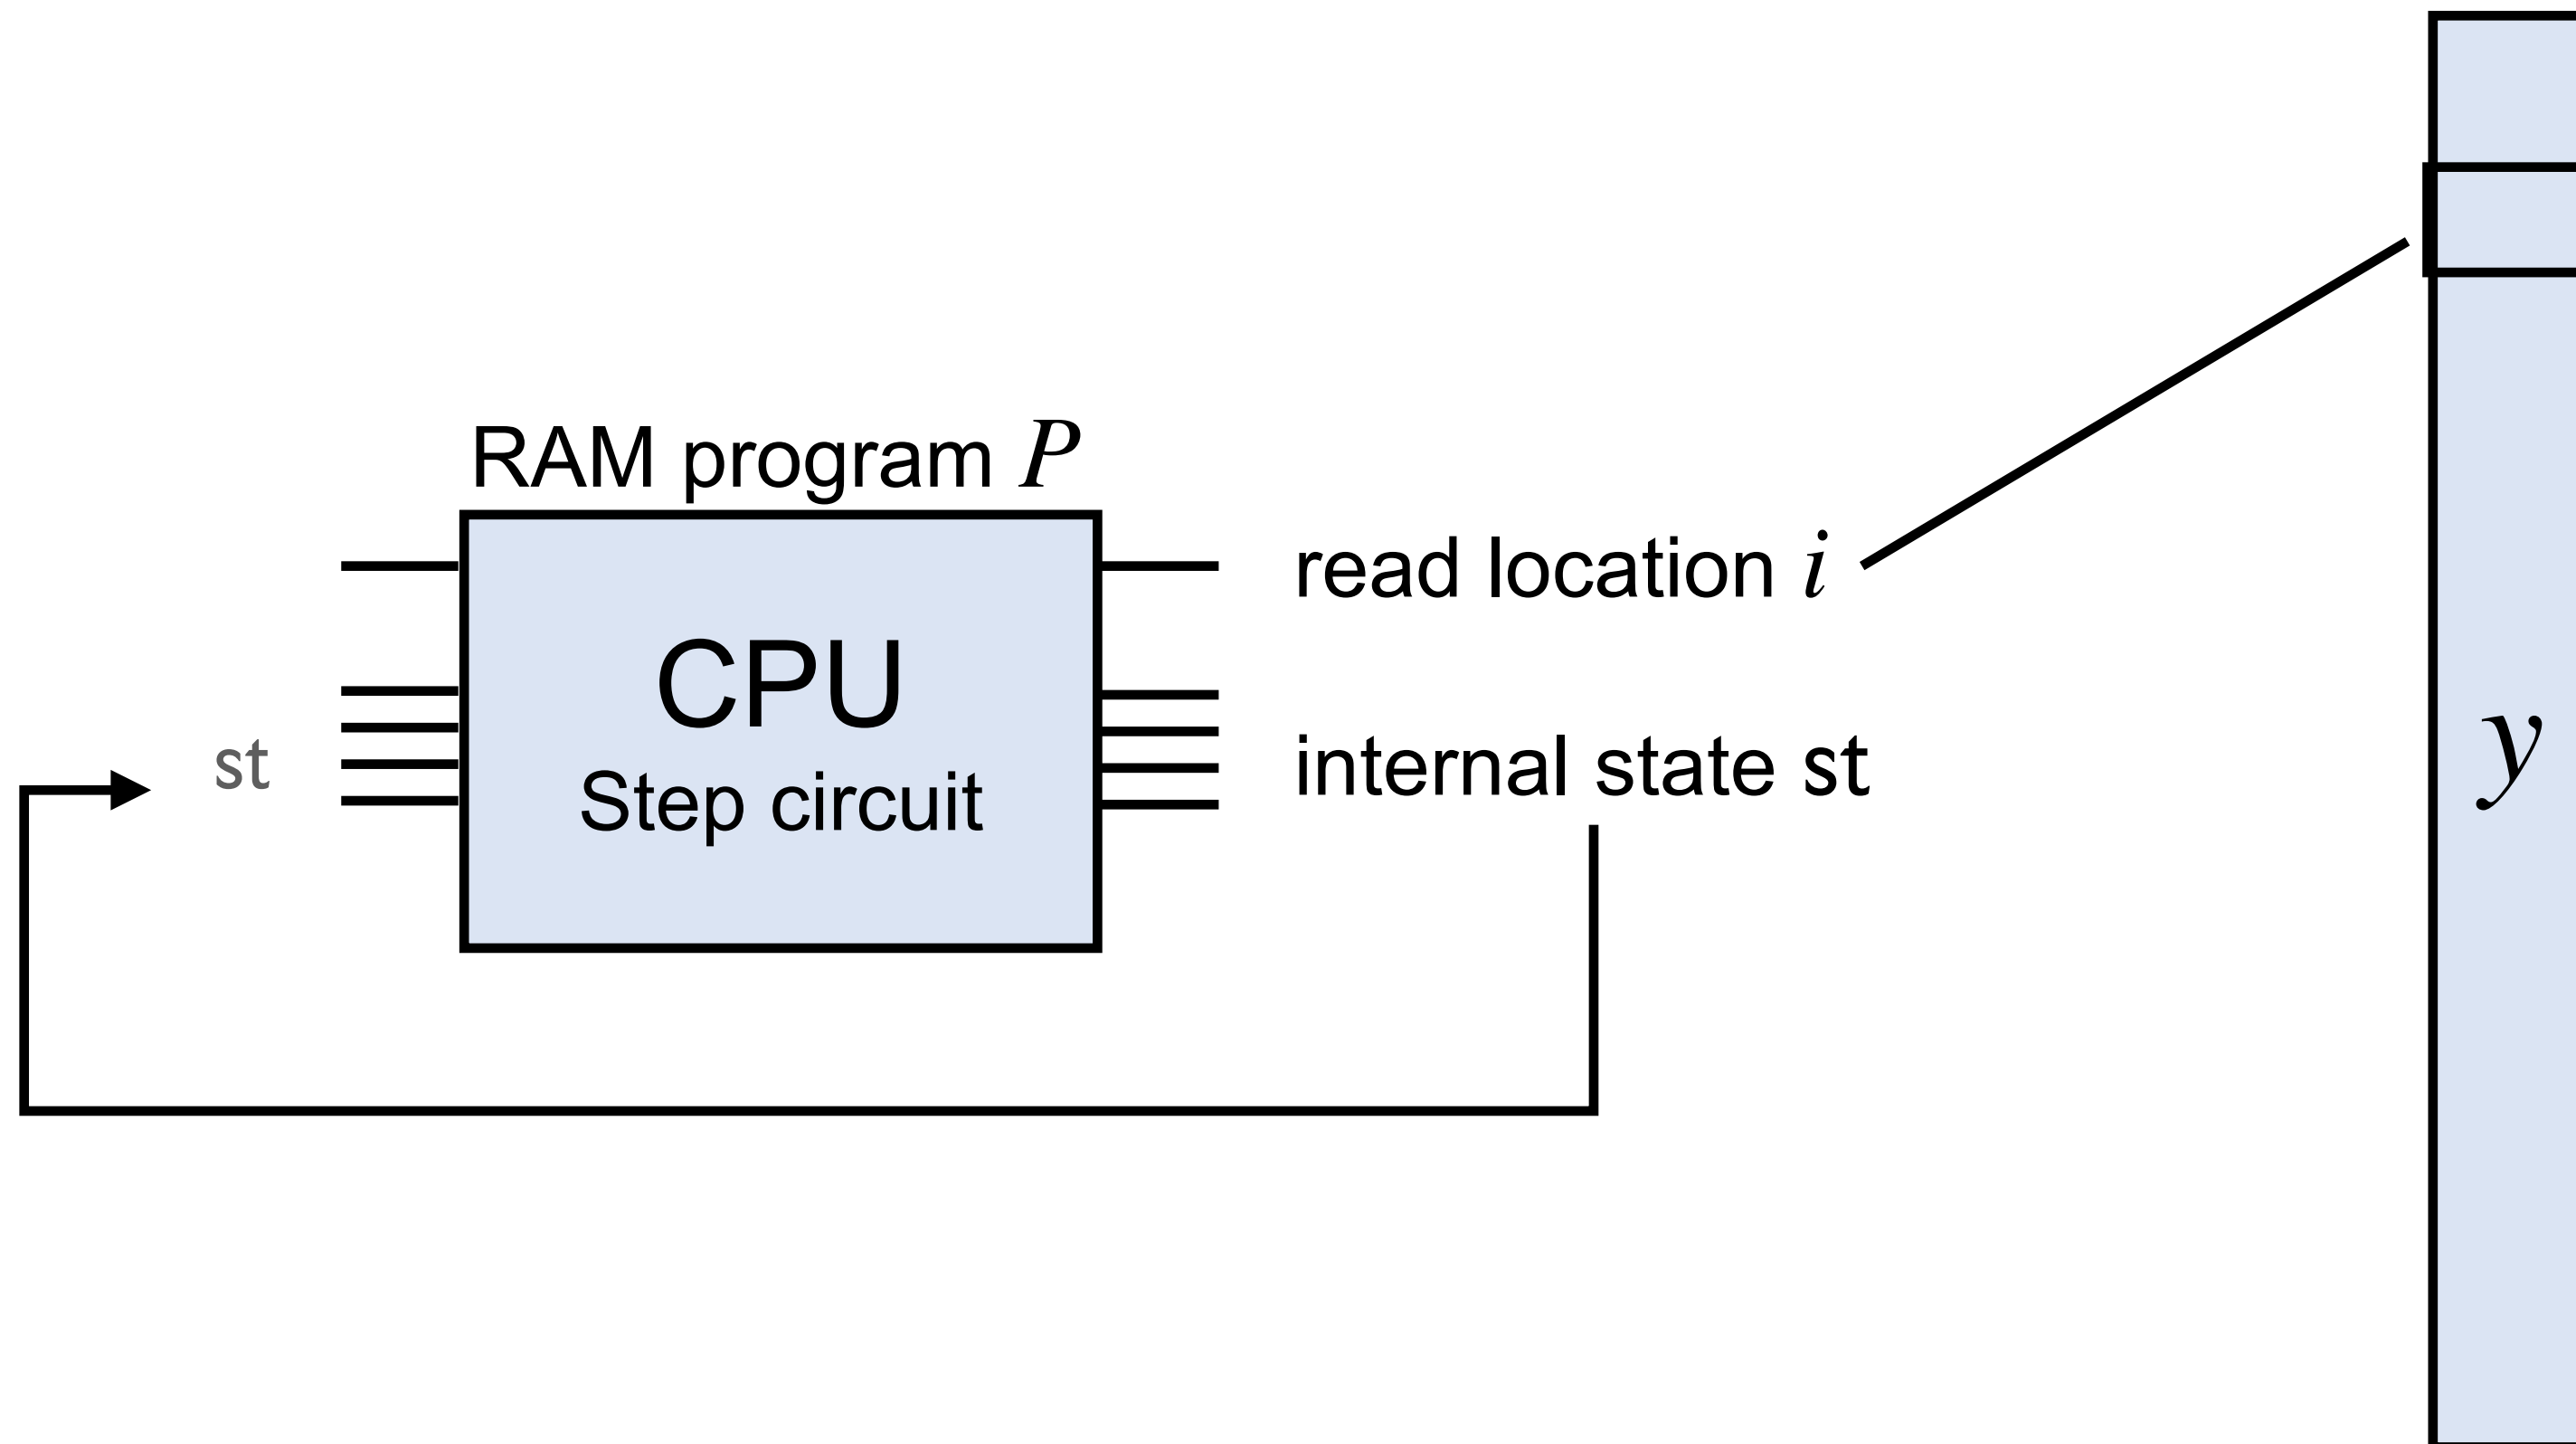 RAM program P
CPU
Step circuit
st
read location i
internal state st
y